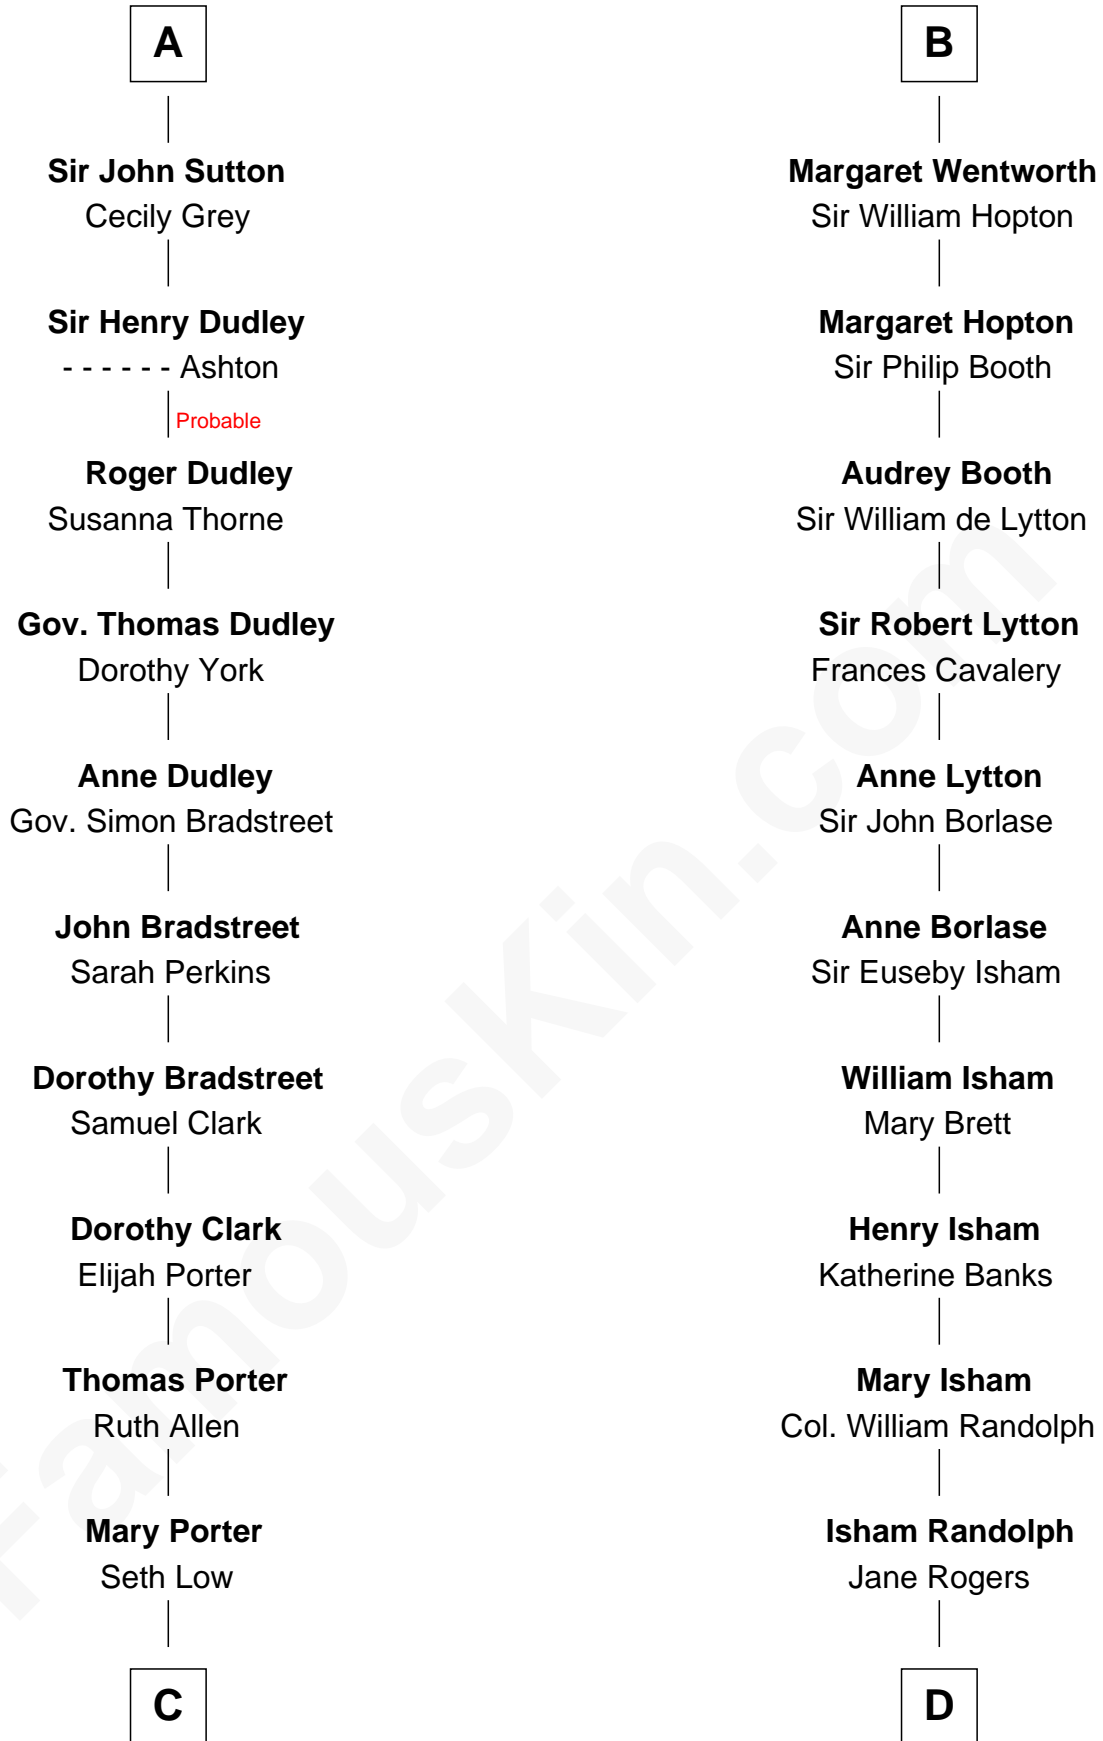 A
Sir John Sutton
Cecily Grey
Sir Henry Dudley
- - - - - - Ashton
Probable
Roger Dudley
Susanna Thorne
Gov. Thomas Dudley
Dorothy York
Anne Dudley
Gov. Simon Bradstreet
John Bradstreet
Sarah Perkins
Dorothy Bradstreet
Samuel Clark
Dorothy Clark
Elijah Porter
Thomas Porter
Ruth Allen
Mary Porter
Seth Low
C
B
Margaret Wentworth
Sir William Hopton
Margaret Hopton
Sir Philip Booth
Audrey Booth
Sir William de Lytton
Sir Robert Lytton
Frances Cavalery
Anne Lytton
Sir John Borlase
Anne Borlase
Sir Euseby Isham
William Isham
Mary Brett
Henry Isham
Katherine Banks
Mary Isham
Col. William Randolph
Isham Randolph
Jane Rogers
D
FamousKin.com